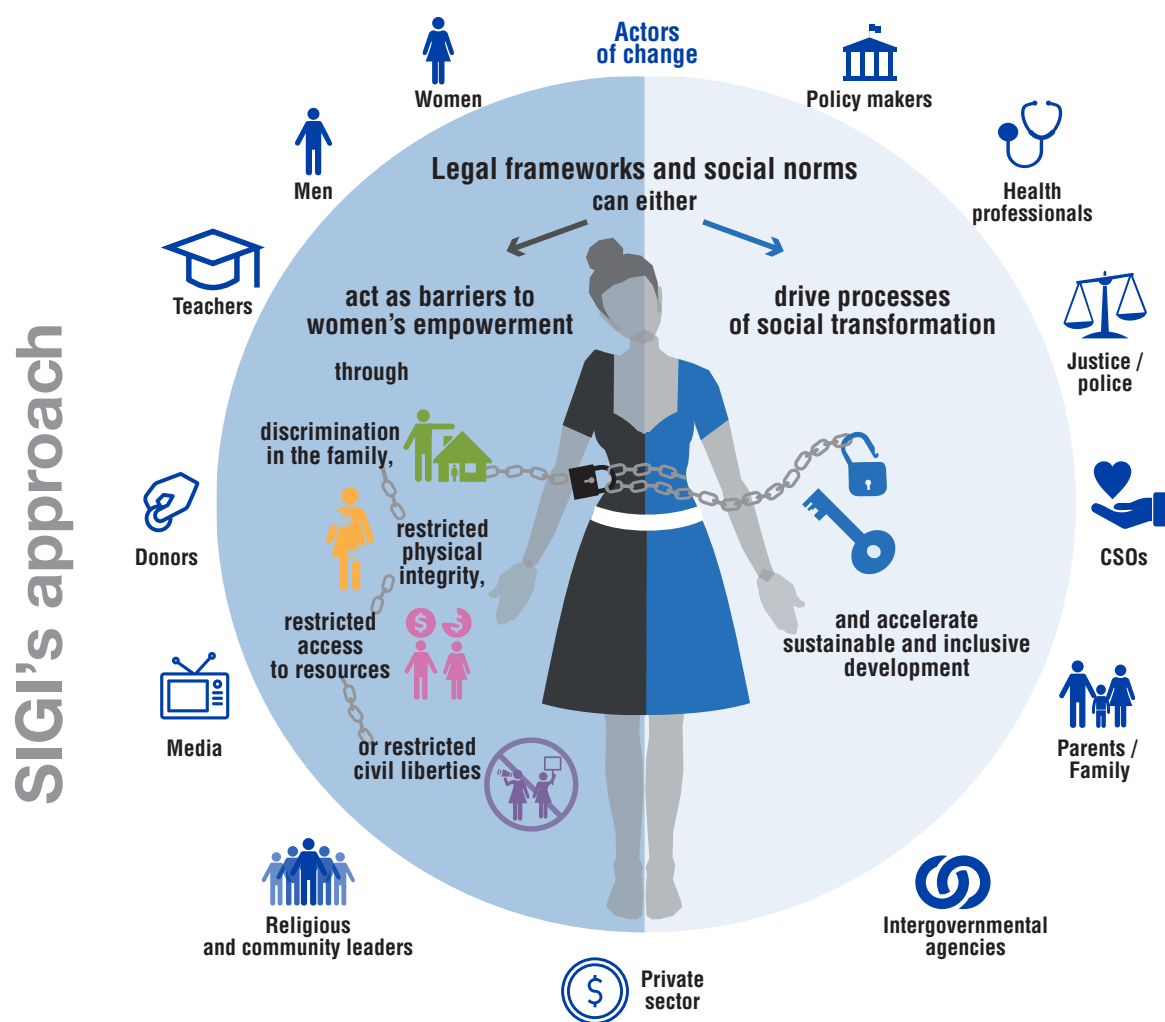 SIGI's approach
Actors
of change
Women
Men
Teachers
Donors
Media
Religious
and community leaders
Private
sector
Intergovernmental
agencies
Parents /
Family
CSOs
Justice /
police
Health
professionals
Policy makers
Legal frameworks and social norms
can either
act as barriers to
women’s empowerment
through
discrimination
in the family,
restricted
physical
integrity,
restricted
access
to resources
or restricted
civil liberties
drive processes
of social transformation
and accelerate
sustainable and inclusive
development
$
$
$